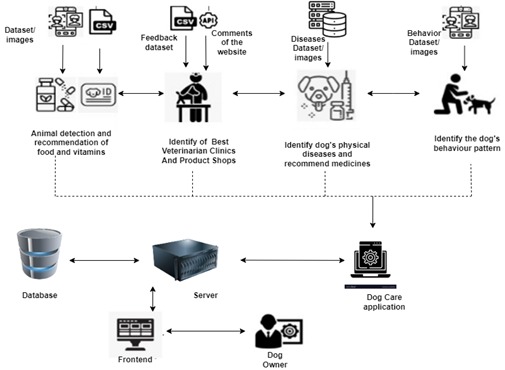 Dataset/
images
CSV
Feedback
dataset
CSV
API
Comments
of the
website
Diseases
Dataset/
images
Behavior
Dataset/
images
ID
Animal detection and
recommendation of
food and vitamins
Identify of Best
Veterinarian Clinics
And Product Shops
Identify dog's physical
diseases and
recommend medicines
Identify the dog's
behaviour pattern
Database
Server
Dog Care
application
Frontend
Dog
Owner